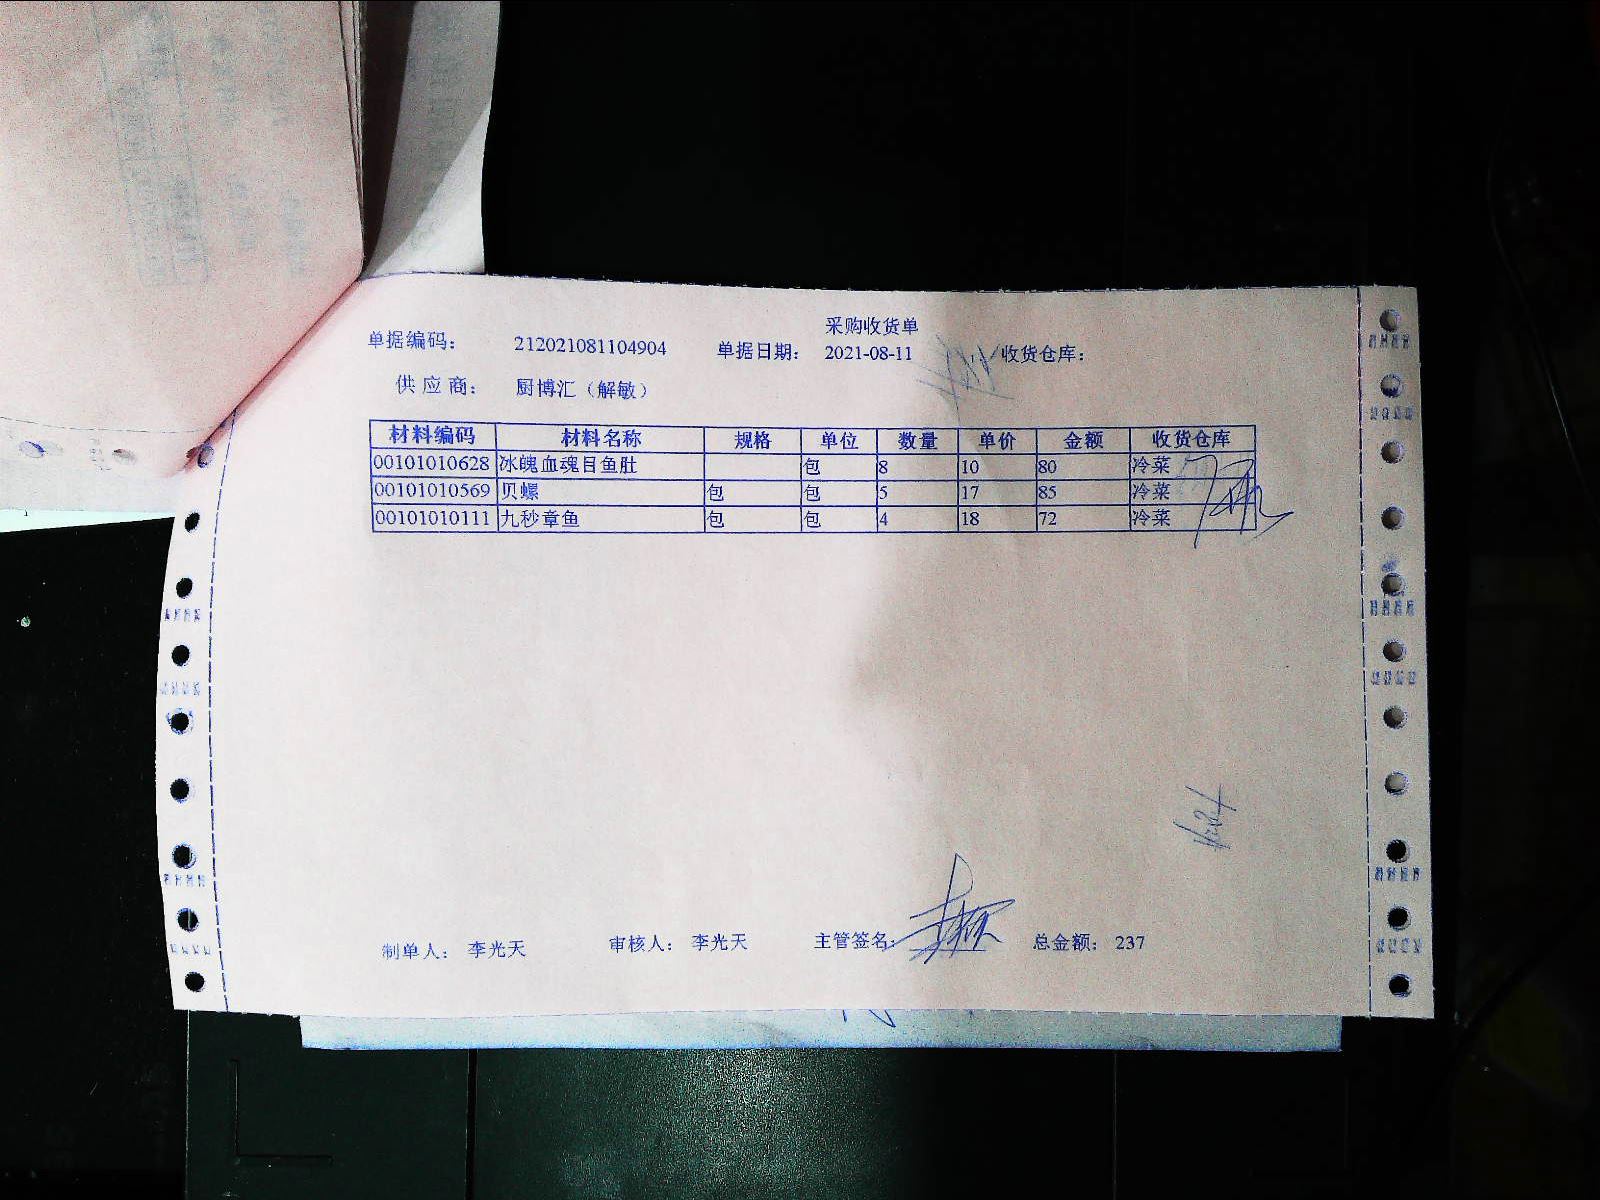 采购收货单
单据编码： 212021081104904 单据日期： 2021-08-11 收货仓库：
供 应 商： 厨博汇（解敏）
材料编码 材料名称 规格 单位 数量 单价 金额 收货仓库
00101010628 冰魄血魂目鱼肚 包 8 10 80 冷菜
00101010569 贝螺 包 包 5 17 85 冷菜
00101010111 九秒章鱼 包 包 4 18 72 冷菜
制单人： 李光天 审核人： 李光天 主管签名： 总金额： 237